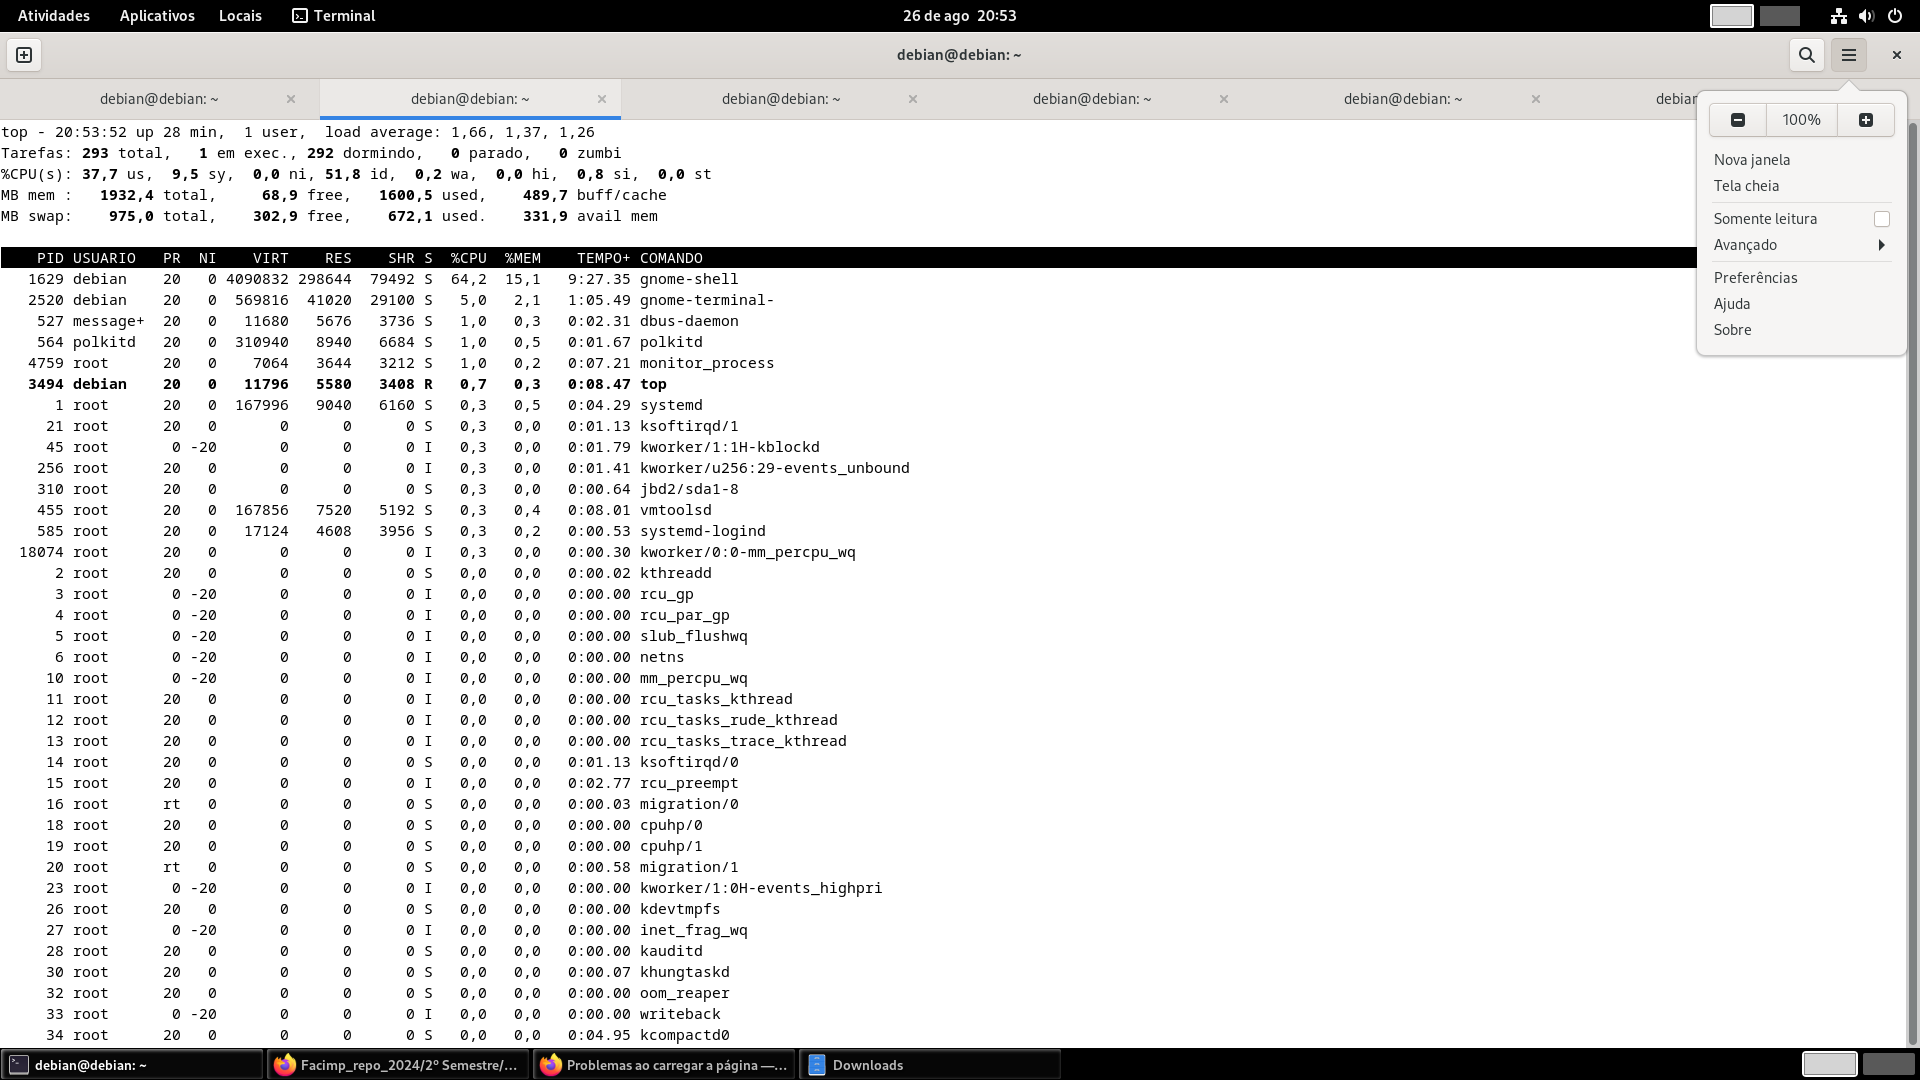 Atividades Aplicativos Locais Terminal 26 de ago 20:53
debian@debian: ~
debian@debian: ~ × debian@debian: ~ × debian@debian: ~ × debian@debian: ~ × debian@debian: ~ × debian
top - 20:53:52 up 28 min,  1 user,  load average: 1,66, 1,37, 1,26
Tarefas: 293 total,   1 em exec., 292 dormindo,   0 parado,   0 zumbi
%CPU(s): 37,7 us,  9,5 sy,  0,0 ni, 51,8 id,  0,2 wa,  0,0 hi,  0,8 si,  0,0 st
MB mem :   1932,4 total,     68,9 free,   1600,5 used,    489,7 buff/cache
MB swap:    975,0 total,    302,9 free,    672,1 used.    331,9 avail mem
PID USUARIO   PR  NI    VIRT    RES    SHR S  %CPU  %MEM    TEMPO+ COMANDO
1629 debian    20   0 4090832 298644  79492 S  64,2  15,1   9:27.35 gnome-shell
2520 debian    20   0  569816  41020  29100 S   5,0   2,1   1:05.49 gnome-terminal-
527 message+  20   0   11680   5676   3736 S   1,0   0,3   0:02.31 dbus-daemon
564 polkitd   20   0  310940   8940   6684 S   1,0   0,5   0:01.67 polkitd
4759 root      20   0    7064   3644   3212 S   1,0   0,2   0:07.21 monitor_process
3494 debian    20   0   11796   5580   3408 R   0,7   0,3   0:08.47 top
1 root      20   0  167996   9040   6160 S   0,3   0,5   0:04.29 systemd
21 root      20   0       0      0      0 S   0,3   0,0   0:01.13 ksoftirqd/1
45 root       0 -20       0      0      0 I   0,3   0,0   0:01.79 kworker/1:1H-kblockd
256 root      20   0       0      0      0 I   0,3   0,0   0:01.41 kworker/u256:29-events_unbound
310 root      20   0       0      0      0 S   0,3   0,0   0:00.64 jbd2/sda1-8
455 root      20   0  167856   7520   5192 S   0,3   0,4   0:08.01 vmtoolsd
585 root      20   0   17124   4608   3956 S   0,3   0,2   0:00.53 systemd-logind
18074 root      20   0       0      0      0 I   0,3   0,0   0:00.30 kworker/0:0-mm_percpu_wq
2 root      20   0       0      0      0 S   0,0   0,0   0:00.02 kthreadd
3 root       0 -20       0      0      0 I   0,0   0,0   0:00.00 rcu_gp
4 root       0 -20       0      0      0 I   0,0   0,0   0:00.00 rcu_par_gp
5 root       0 -20       0      0      0 I   0,0   0,0   0:00.00 slub_flushwq
6 root       0 -20       0      0      0 I   0,0   0,0   0:00.00 netns
10 root       0 -20       0      0      0 I   0,0   0,0   0:00.00 mm_percpu_wq
11 root      20   0       0      0      0 I   0,0   0,0   0:00.00 rcu_tasks_kthread
12 root      20   0       0      0      0 I   0,0   0,0   0:00.00 rcu_tasks_rude_kthread
13 root      20   0       0      0      0 I   0,0   0,0   0:00.00 rcu_tasks_trace_kthread
14 root      20   0       0      0      0 S   0,0   0,0   0:01.13 ksoftirqd/0
15 root      20   0       0      0      0 I   0,0   0,0   0:02.77 rcu_preempt
16 root      rt   0       0      0      0 S   0,0   0,0   0:00.03 migration/0
18 root      20   0       0      0      0 S   0,0   0,0   0:00.00 cpuhp/0
19 root      20   0       0      0      0 S   0,0   0,0   0:00.00 cpuhp/1
20 root      rt   0       0      0      0 S   0,0   0,0   0:00.58 migration/1
23 root       0 -20       0      0      0 I   0,0   0,0   0:00.00 kworker/1:0H-events_highpri
26 root      20   0       0      0      0 S   0,0   0,0   0:00.00 kdevtmpfs
27 root       0 -20       0      0      0 I   0,0   0,0   0:00.00 inet_frag_wq
28 root      20   0       0      0      0 S   0,0   0,0   0:00.00 kauditd
30 root      20   0       0      0      0 S   0,0   0,0   0:00.07 khungtaskd
32 root      20   0       0      0      0 S   0,0   0,0   0:00.00 oom_reaper
33 root       0 -20       0      0      0 I   0,0   0,0   0:00.00 writeback
34 root      20   0       0      0      0 S   0,0   0,0   0:04.95 kcompactd0
100%
Nova janela
Tela cheia
Somente leitura
Avançado
Preferências
Ajuda
Sobre
debian@debian: ~ Facimp_repo_2024/2º Semestre/... Problemas ao carregar a página —... Downloads